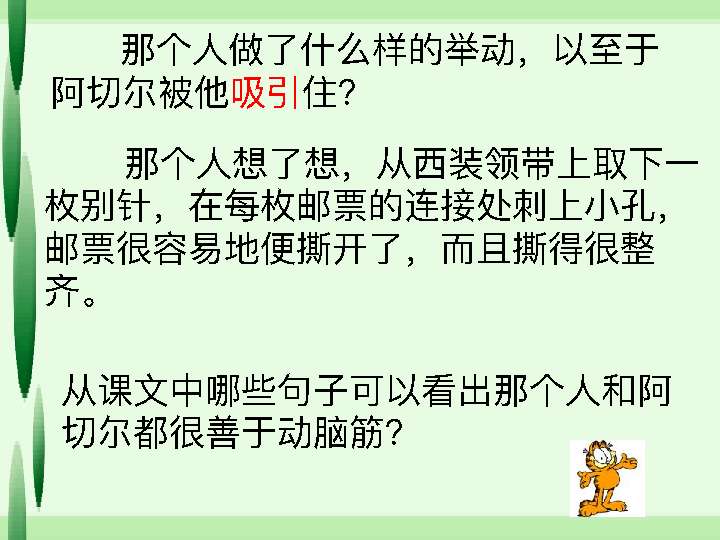 那个人做了什么样的举动，以至于
阿切尔被他吸引住？
那个人想了想，从西装领带上取下一
枚别针，在每枚邮票的连接处刺上小孔，
邮票很容易地便撕开了，而且撕得很整
齐。
从课文中哪些句子可以看出那个人和阿
切尔都很善于动脑筋？